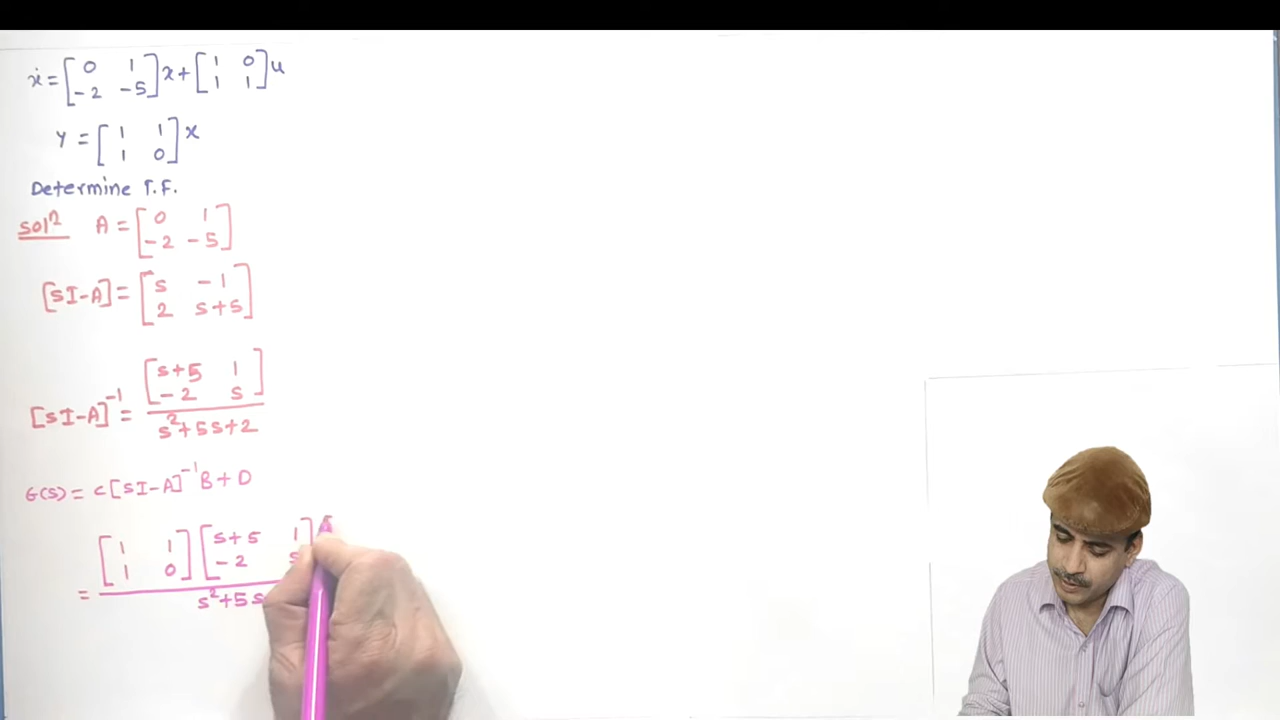 ẋ = [0 1; -2 -5] x + [1 0; 1 1] u
Y = [1 1; 1 0] x
Determine T.F.
Solⁿ A = [0 1; -2 -5]
[sI-A] = [s -1; 2 s+5]
[sI-A]⁻¹ = [s+5 1; -2 s] / s²+5s+2
G(s) = C[sI-A]⁻¹B+D
= [1 1; 1 0] [s+5 1; -2 s] / s²+5s